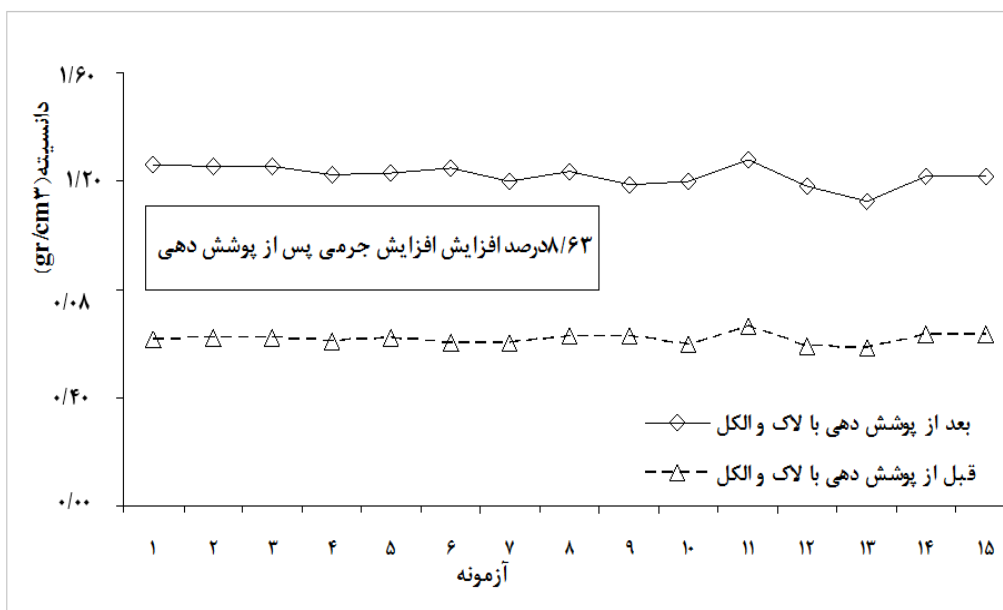 ۱/۶۰
۱/۲۰
۰/۰۸
۰/۴۰
۰/۰۰
دانسیته(gr/cm۳)
۸/۶۳درصد افزایش افزایش جرمی پس از پوشش دهی
بعد از پوشش دهی با لاک و الکل
قبل از پوشش دهی با لاک و الکل
۱ ۲ ۳ ۴ ۵ ۶ ۷ ۸ ۹ ۱۰ ۱۱ ۱۲ ۱۳ ۱۴ ۱۵
آزمونه